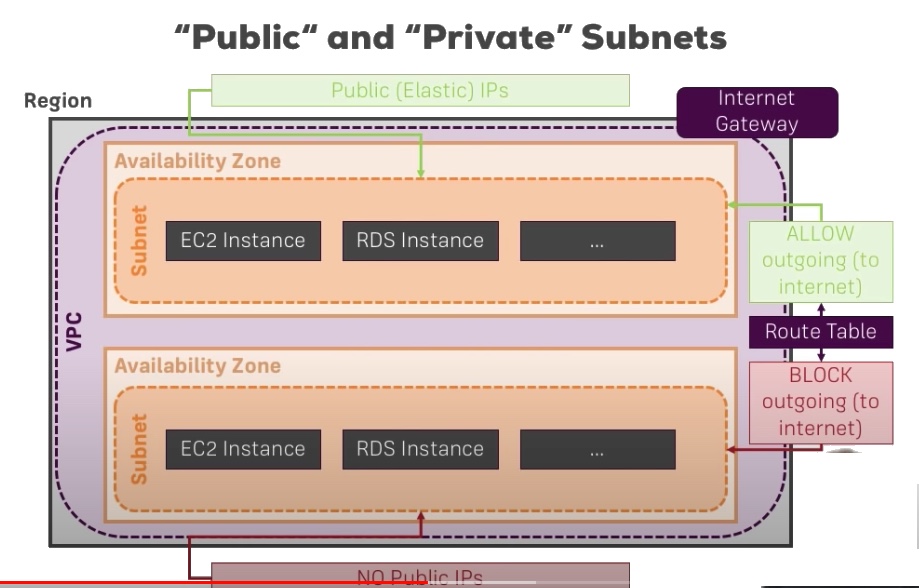 “Public“ and “Private” Subnets
Public (Elastic) IPs
Region
Internet
Gateway
Availability Zone
Subnet
EC2 Instance
RDS Instance
...
ALLOW
outgoing (to
internet)
VPC
Route Table
Availability Zone
Subnet
EC2 Instance
RDS Instance
...
BLOCK
outgoing (to
internet)
NO Public IPs